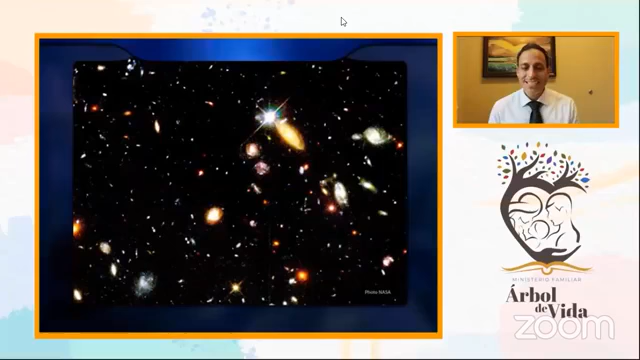 Photo NASA
MINISTERIO FAMILIAR
Árbol
de Vida
zoom